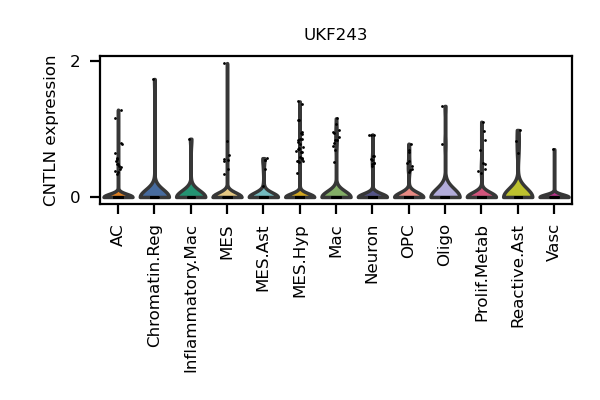 UKF243
CNTLN expression
2
0
AC
Chromatin.Reg
Inflammatory.Mac
MES
MES.Ast
MES.Hyp
Mac
Neuron
OPC
Oligo
Prolif.Metab
Reactive.Ast
Vasc